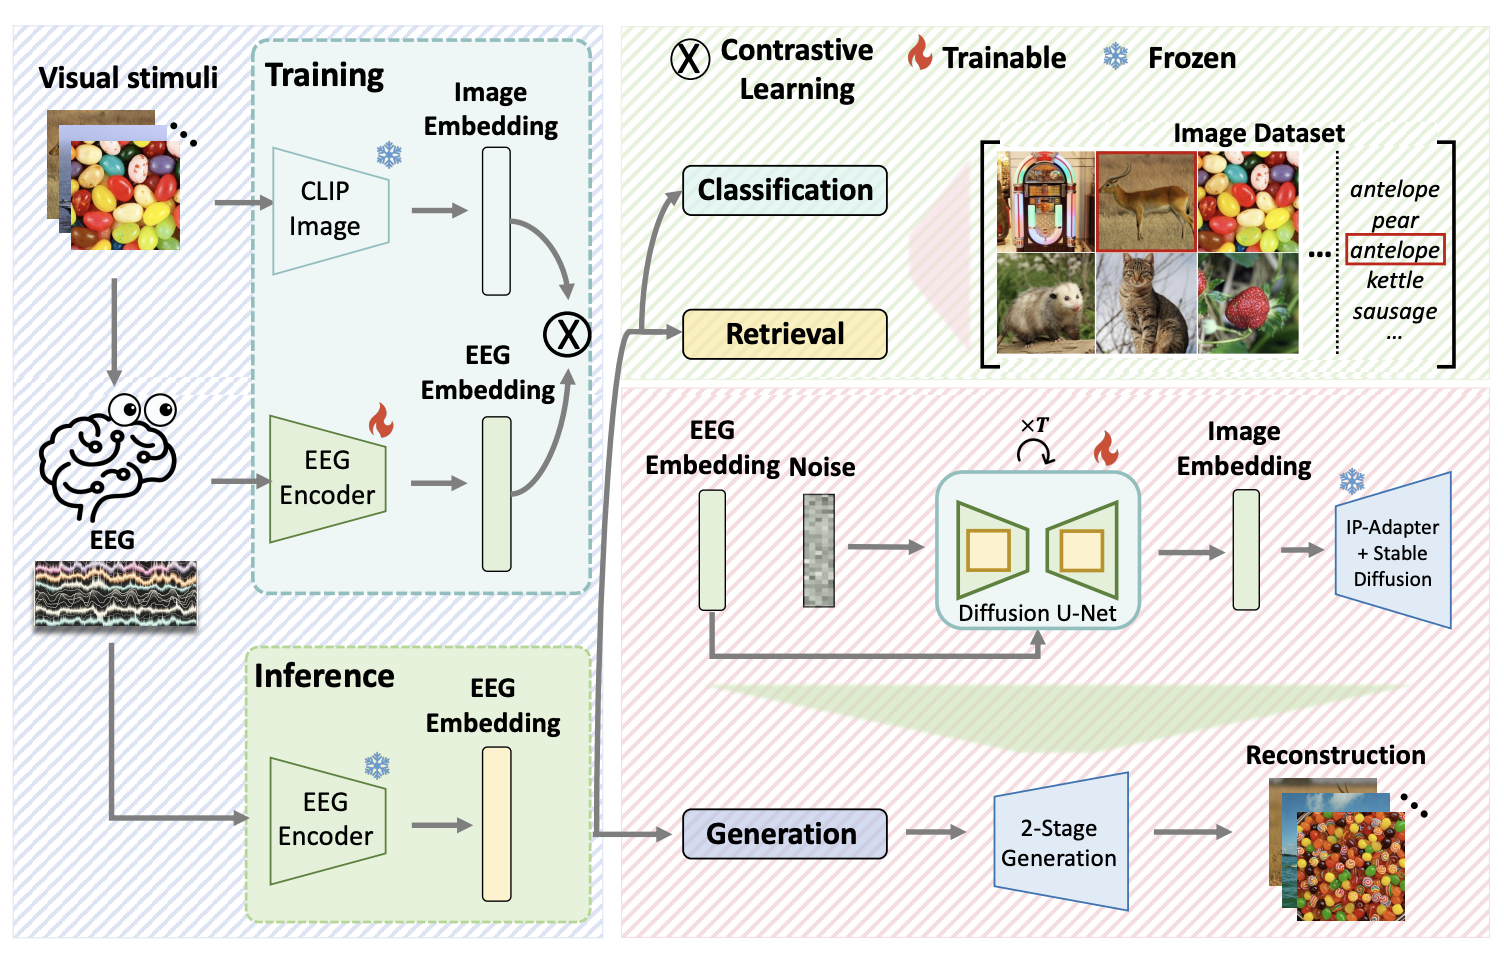 Visual stimuli
Training
Image
Embedding
CLIP
Image
EEG
Embedding
X
EEG
Encoder
EEG
Inference
EEG
Embedding
EEG
Encoder
X
Contrastive
Learning
Trainable
Frozen
Classification
Retrieval
Image Dataset
...
antelope
pear
antelope
kettle
sausage
...
EEG
Embedding
Noise
×T
Diffusion U-Net
Image
Embedding
IP-Adapter
+ Stable
Diffusion
Generation
2-Stage
Generation
Reconstruction